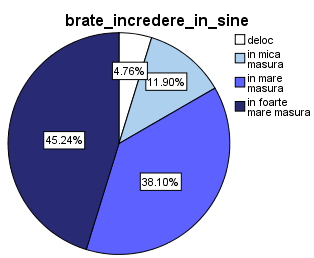 brate_incredere_in_sine
deloc
in mica
masura
in mare
masura
in foarte
mare masura
4.76%
11.90%
38.10%
45.24%